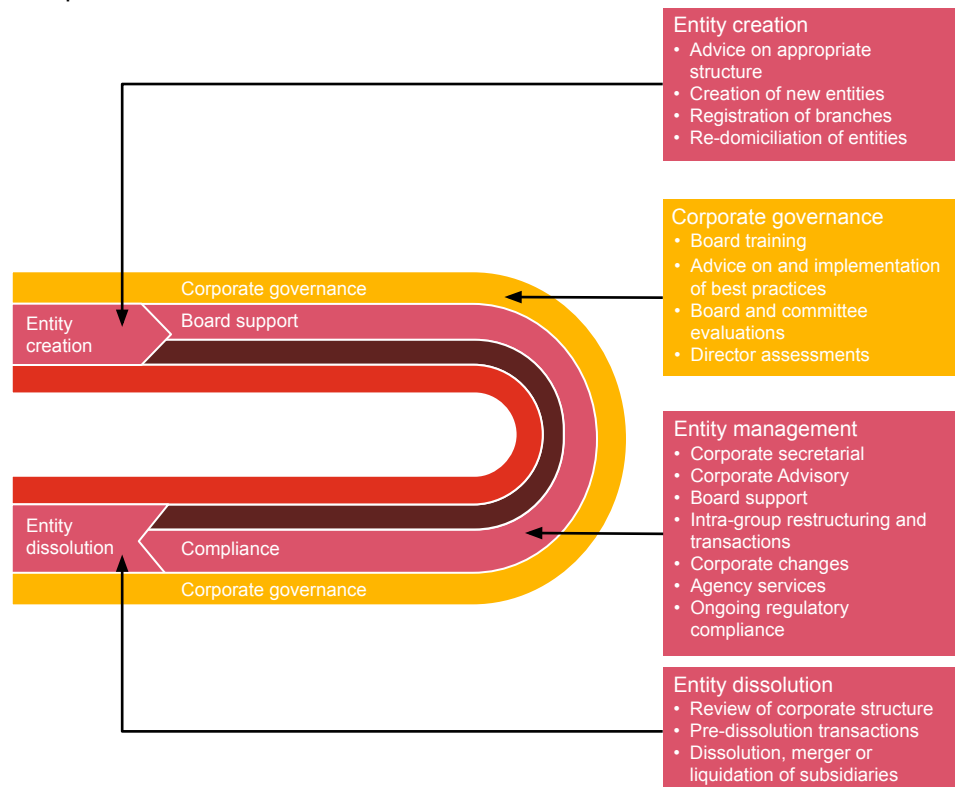 Entity creation
• Advice on appropriate
structure
• Creation of new entities
• Registration of branches
• Re-domiciliation of entities
Corporate governance
• Board training
• Advice on and implementation
of best practices
• Board and committee
evaluations
• Director assessments
Corporate governance
Board support
Entity
creation
Entity management
• Corporate secretarial
• Corporate Advisory
• Board support
• Intra-group restructuring and
transactions
• Corporate changes
• Agency services
• Ongoing regulatory
compliance
Entity
dissolution
Compliance
Corporate governance
Entity dissolution
• Review of corporate structure
• Pre-dissolution transactions
• Dissolution, merger or
liquidation of subsidiaries